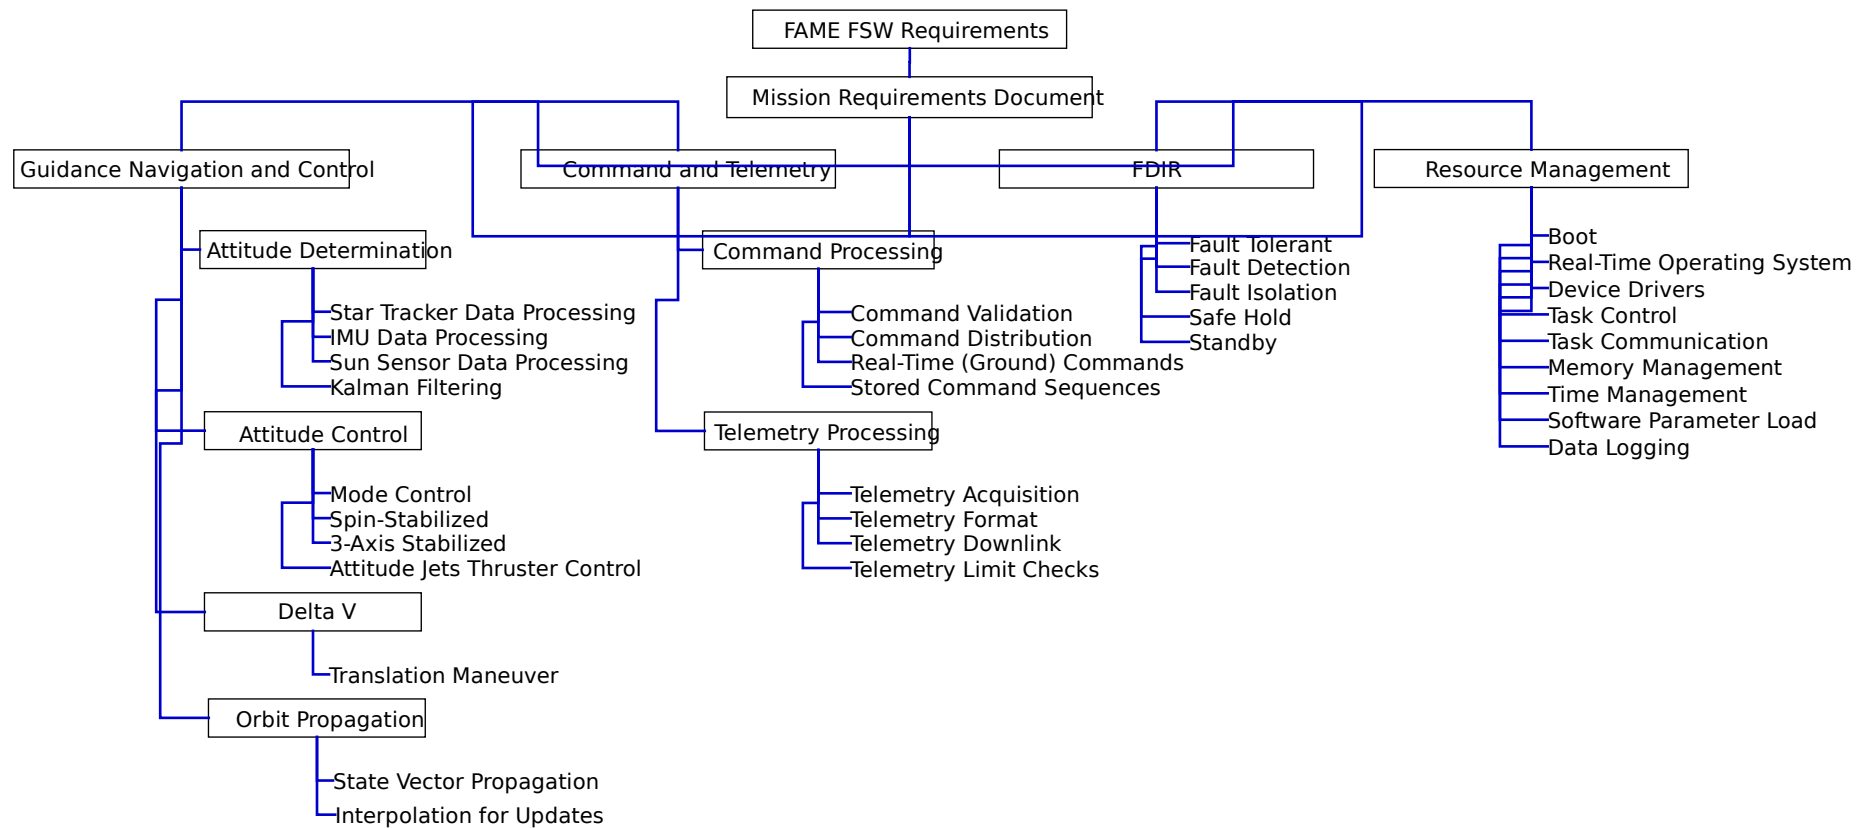 FAME FSW Requirements
Mission Requirements Document
Guidance Navigation and Control
Command and Telemetry
FDIR
Resource Management
Attitude Determination
Star Tracker Data Processing
IMU Data Processing
Sun Sensor Data Processing
Kalman Filtering
Attitude Control
Mode Control
Spin-Stabilized
3-Axis Stabilized
Attitude Jets Thruster Control
Delta V
Translation Maneuver
Orbit Propagation
State Vector Propagation
Interpolation for Updates
Command Processing
Command Validation
Command Distribution
Real-Time (Ground) Commands
Stored Command Sequences
Telemetry Processing
Telemetry Acquisition
Telemetry Format
Telemetry Downlink
Telemetry Limit Checks
Fault Tolerant
Fault Detection
Fault Isolation
Safe Hold
Standby
Boot
Real-Time Operating System
Device Drivers
Task Control
Task Communication
Memory Management
Time Management
Software Parameter Load
Data Logging